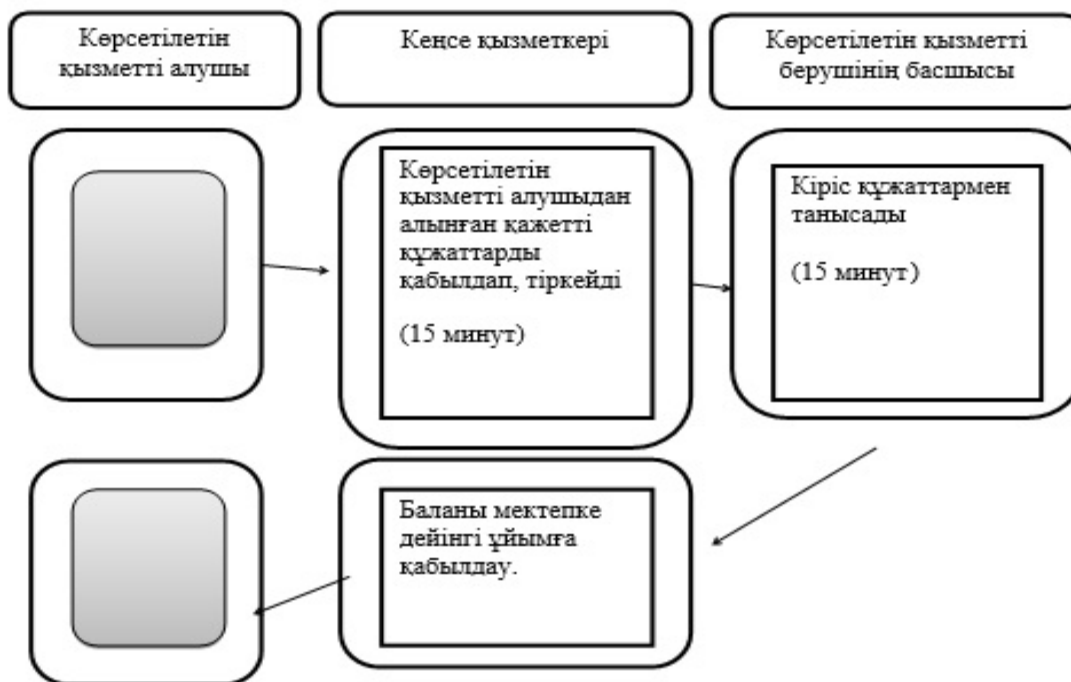 Көрсетілетін
қызметті алушы
Кеңсе қызметкері
Көрсетілетін қызметті
берушінің басшысы
Көрсетілетін
қызметті алушыдан
алынған қажетті
құжаттарды
қабылдап, тіркейді
(15 минут)
Кіріс құжаттармен
танысады
(15 минут)
Баланы мектепке
дейінгі ұйымға
қабылдау.